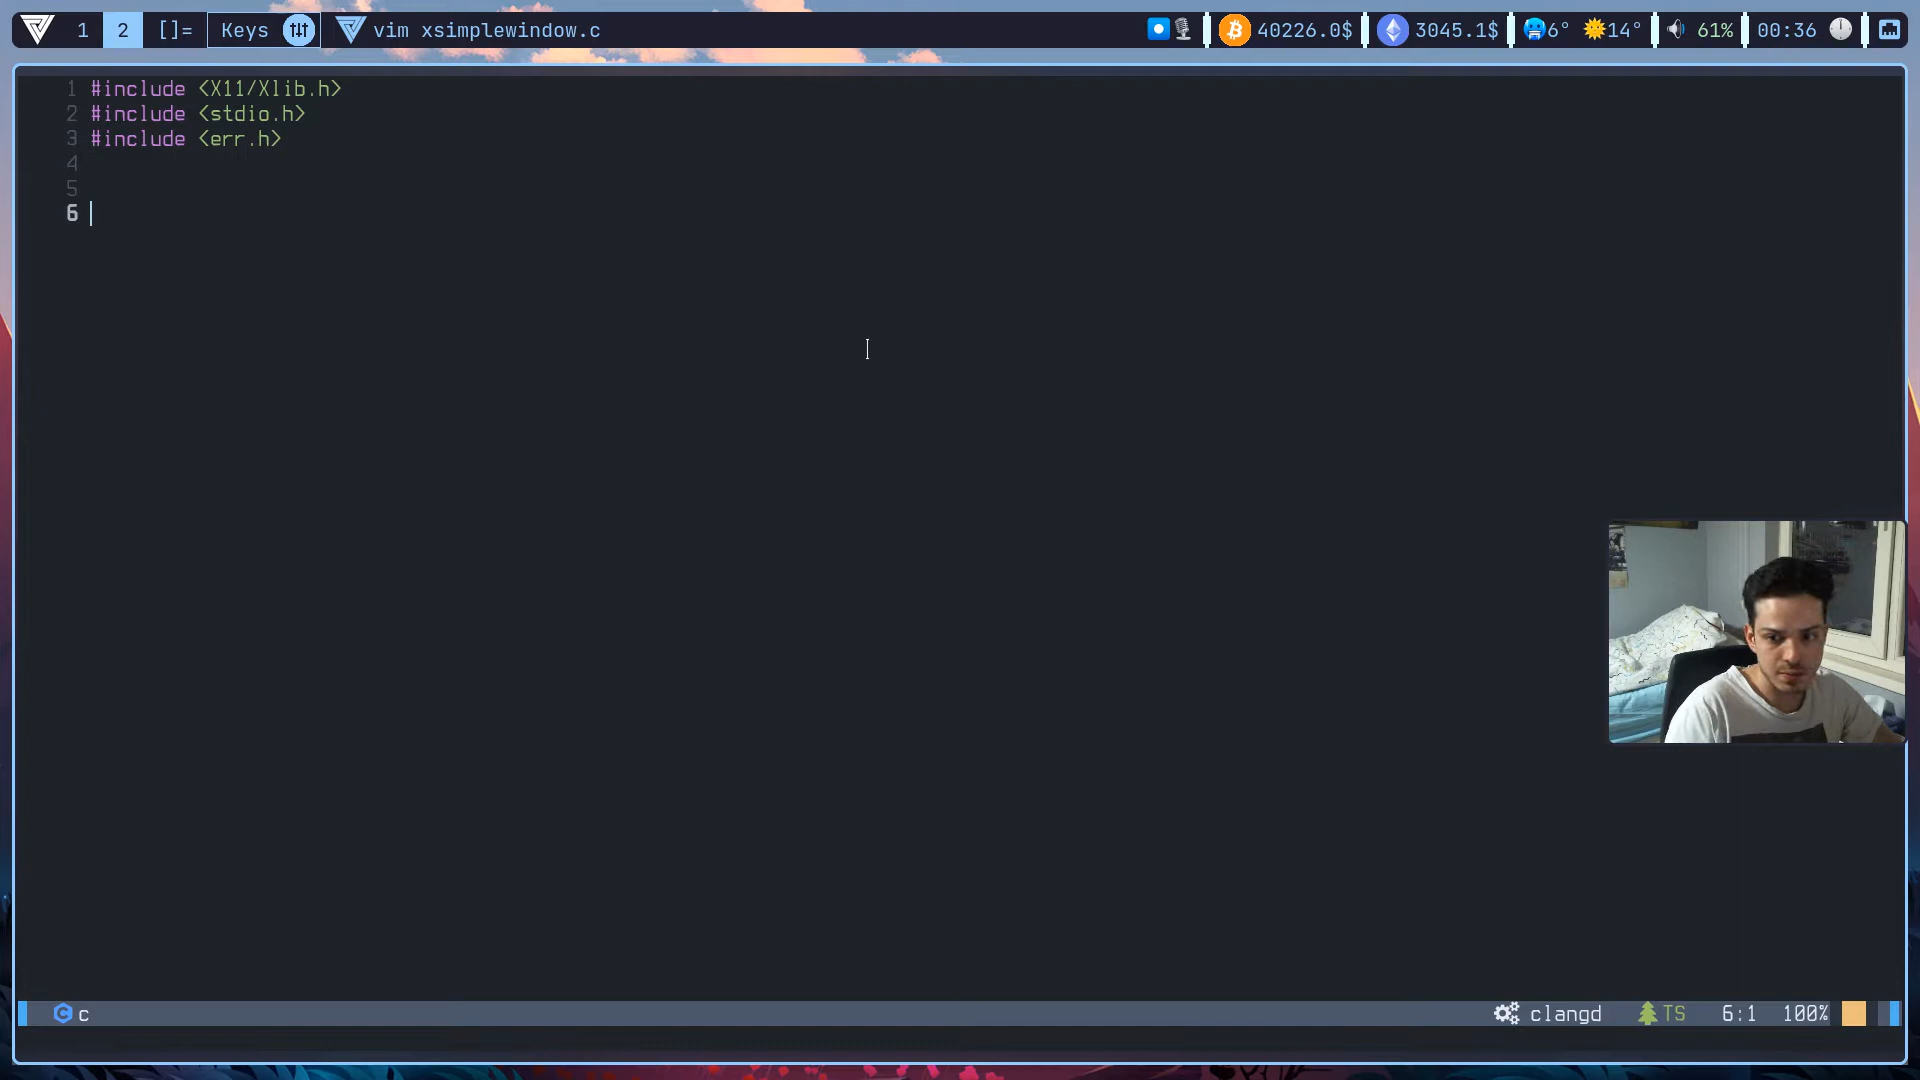 1 2 []= Keys vim xsimplewindow.c 40226.0$ 3045.1$ 6° 14° 61% 00:36
1 #include <X11/Xlib.h>
2 #include <stdio.h>
3 #include <err.h>
4
5
6
c clangd TS 6:1 100%